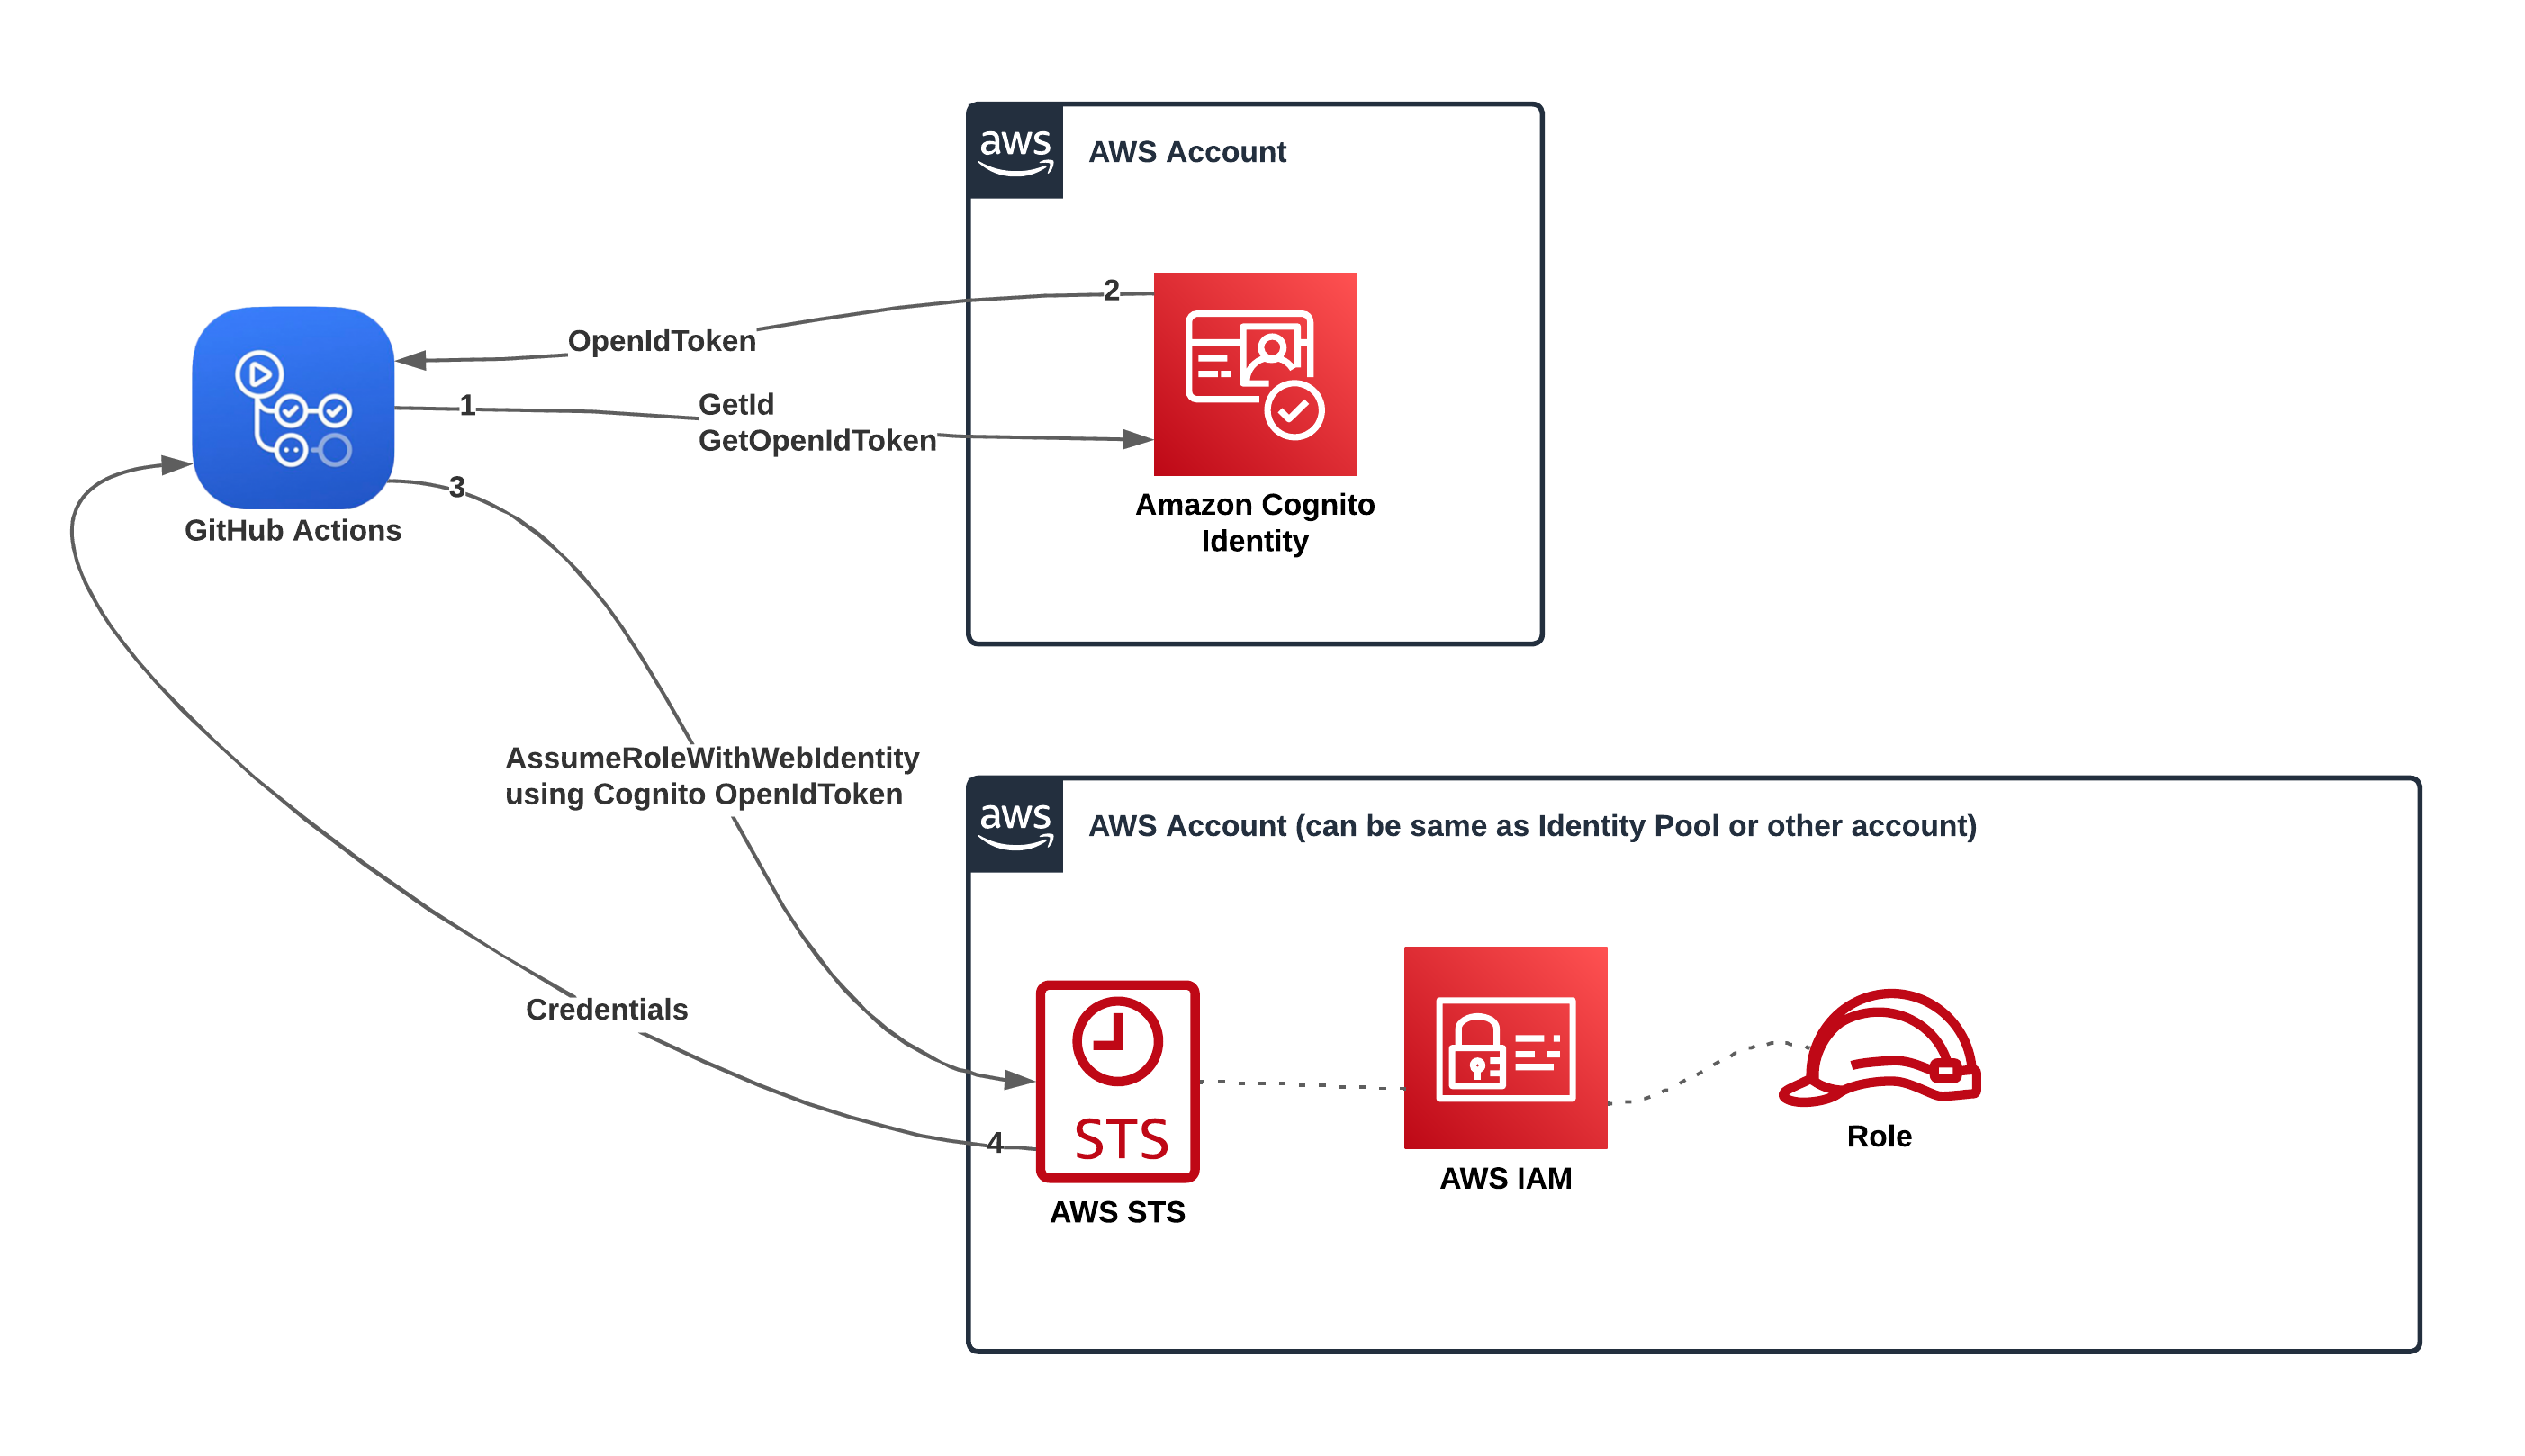 aws
AWS Account
2
OpenIdToken
1
GetId
GetOpenIdToken
3
GitHub Actions
Amazon Cognito
Identity
AssumeRoleWithWebIdentity
using Cognito OpenIdToken
aws
AWS Account (can be same as Identity Pool or other account)
Credentials
4
STS
AWS STS
AWS IAM
Role